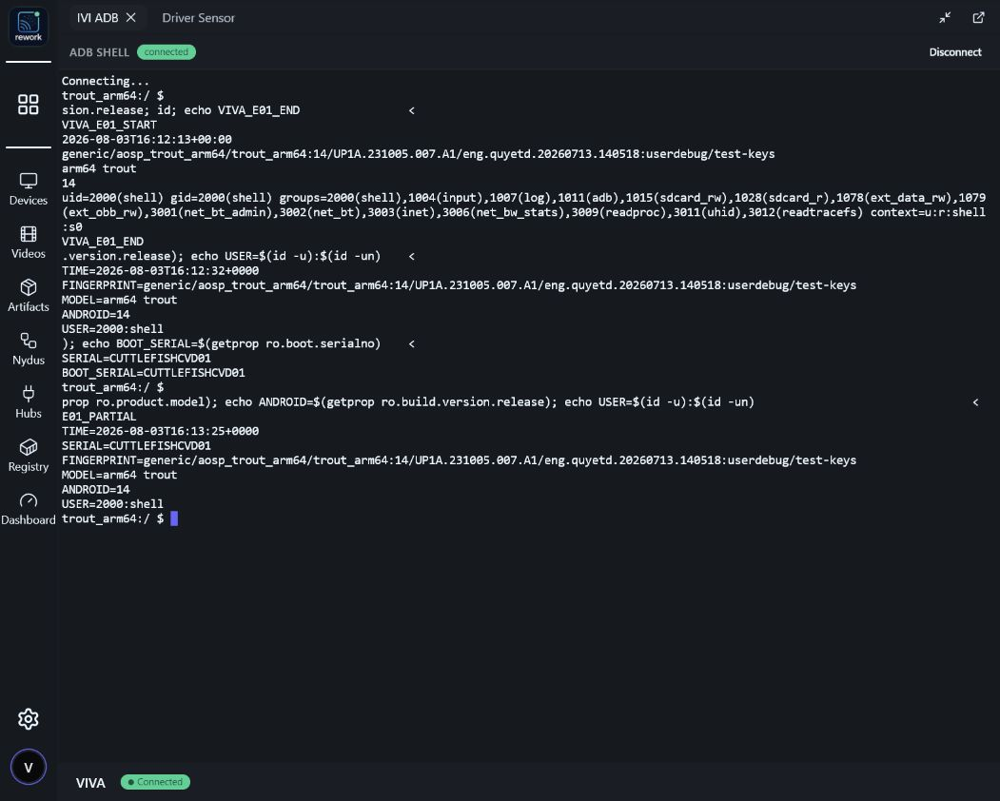 rework
IVI ADB
Driver Sensor
ADB SHELL connected
Disconnect
Connecting...
trout_arm64:/ $
sion.release; id; echo VIVA_E01_END <
VIVA_E01_START
2026-08-03T16:12:13+00:00
generic/aosp_trout_arm64/trout_arm64:14/UP1A.231005.007.A1/eng.quyetd.20260713.140518:userdebug/test-keys
arm64 trout
14
uid=2000(shell) gid=2000(shell) groups=2000(shell),1004(input),1007(log),1011(adb),1015(sdcard_rw),1028(sdcard_r),1078(ext_data_rw),1079
(ext_obb_rw),3001(net_bt_admin),3002(net_bt),3003(inet),3006(net_bw_stats),3009(readproc),3011(uhid),3012(readtracefs) context=u:r:shell
:s0
VIVA_E01_END
.version.release); echo USER=$(id -u):$(id -un) <
TIME=2026-08-03T16:12:32+0000
FINGERPRINT=generic/aosp_trout_arm64/trout_arm64:14/UP1A.231005.007.A1/eng.quyetd.20260713.140518:userdebug/test-keys
MODEL=arm64 trout
ANDROID=14
USER=2000:shell
); echo BOOT_SERIAL=$(getprop ro.boot.serialno) <
SERIAL=CUTTLEFISHCVD01
BOOT_SERIAL=CUTTLEFISHCVD01
trout_arm64:/ $
prop ro.product.model); echo ANDROID=$(getprop ro.build.version.release); echo USER=$(id -u):$(id -un) <
E01_PARTIAL
TIME=2026-08-03T16:13:25+0000
SERIAL=CUTTLEFISHCVD01
FINGERPRINT=generic/aosp_trout_arm64/trout_arm64:14/UP1A.231005.007.A1/eng.quyetd.20260713.140518:userdebug/test-keys
MODEL=arm64 trout
ANDROID=14
USER=2000:shell
trout_arm64:/ $
Devices
Videos
Artifacts
Nydus
Hubs
Registry
Dashboard
V
VIVA Connected